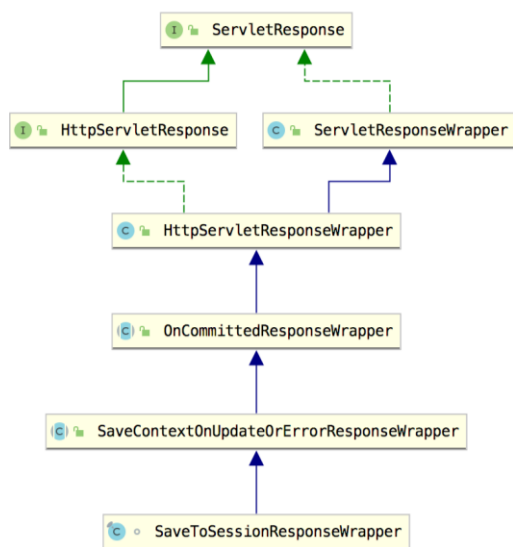 I ServletResponse
I HttpServletResponse
C ServletResponseWrapper
C HttpServletResponseWrapper
C OnCommittedResponseWrapper
C SaveContextOnUpdateOrErrorResponseWrapper
C SaveToSessionResponseWrapper